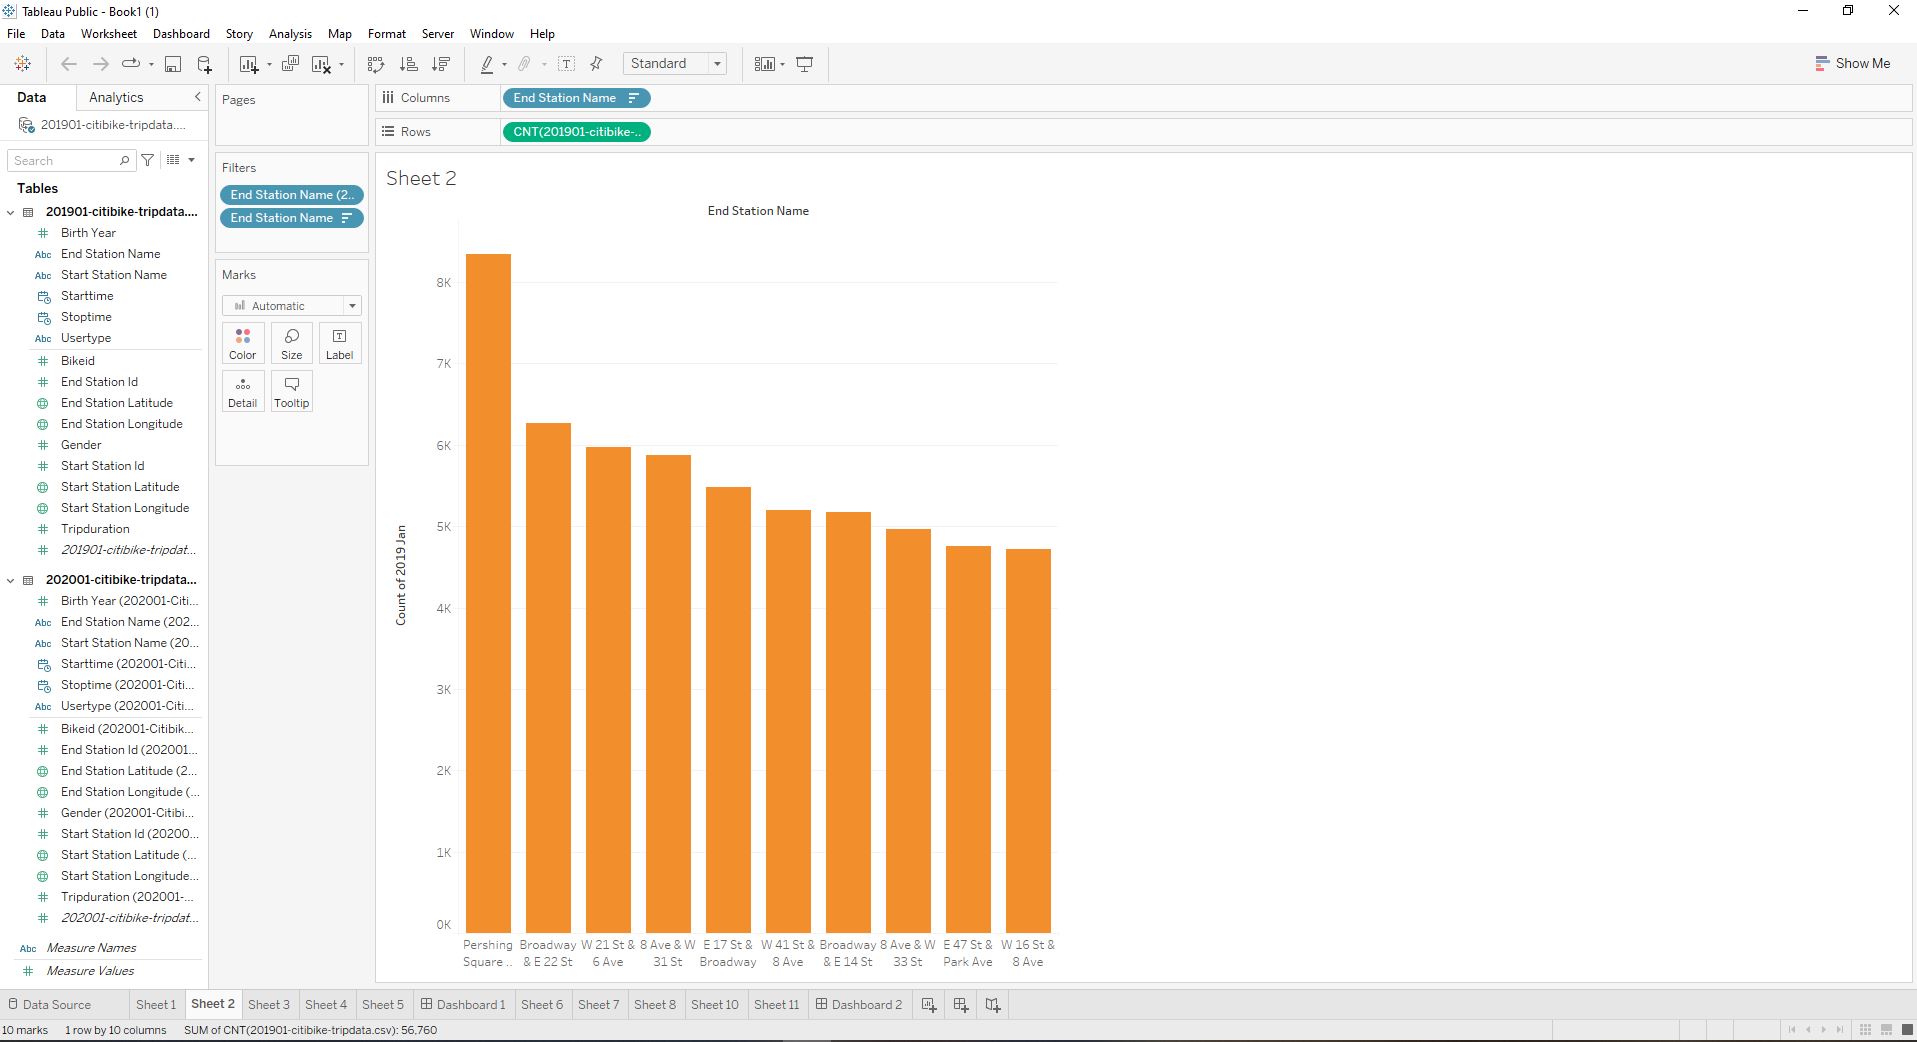 Tableau Public - Book1 (1)
File Data Worksheet Dashboard Story Analysis Map Format Server Window Help
Standard
Show Me
Data Analytics
201901-citibike-tripdata....
Search
Tables
201901-citibike-tripdata....
# Birth Year
Abc End Station Name
Abc Start Station Name
Starttime
Stoptime
Abc Usertype
# Bikeid
# End Station Id
End Station Latitude
End Station Longitude
# Gender
# Start Station Id
Start Station Latitude
Start Station Longitude
# Tripduration
# 201901-citibike-tripdat...
202001-citibike-tripdata...
# Birth Year (202001-Citi...
Abc End Station Name (202...
Abc Start Station Name (20...
Starttime (202001-Citi...
Stoptime (202001-Citi...
Abc Usertype (202001-Citi...
# Bikeid (202001-Citibik...
# End Station Id (202001...
End Station Latitude (2...
End Station Longitude (...
# Gender (202001-Citibi...
# Start Station Id (20200...
Start Station Latitude (...
Start Station Longitude...
# Tripduration (202001-...
# 202001-citibike-tripdat...
Abc Measure Names
# Measure Values
Pages
Filters
End Station Name (2..
End Station Name
Marks
Automatic
Color Size Label
Detail Tooltip
Columns End Station Name
Rows CNT(201901-citibike-..
Sheet 2
End Station Name
Count of 2019 Jan
8K
7K
6K
5K
4K
3K
2K
1K
0K
Pershing Broadway W 21 St & 8 Ave & W E 17 St & W 41 St & Broadway 8 Ave & W E 47 St & W 16 St &
Square .. & E 22 St 6 Ave 31 St Broadway 8 Ave & E 14 St 33 St Park Ave 8 Ave
Data Source Sheet 1 Sheet 2 Sheet 3 Sheet 4 Sheet 5 Dashboard 1 Sheet 6 Sheet 7 Sheet 8 Sheet 10 Sheet 11 Dashboard 2
10 marks 1 row by 10 columns SUM of CNT(201901-citibike-tripdata.csv): 56,760